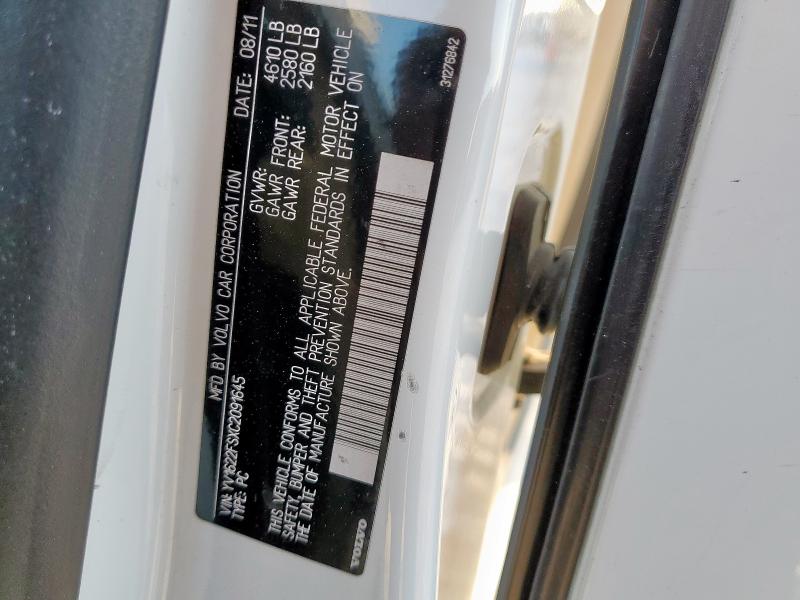 MFD BY VOLVO CAR CORPORATION DATE: 08/11
GVWR: 4610 LB
GAWR FRONT: 2580 LB
GAWR REAR: 2160 LB
VIN: YV1622FSXC2091645
TYPE: PC
THIS VEHICLE CONFORMS TO ALL APPLICABLE FEDERAL MOTOR VEHICLE
SAFETY, BUMPER AND THEFT PREVENTION STANDARDS IN EFFECT ON
THE DATE OF MANUFACTURE SHOWN ABOVE.
VOLVO
31276842